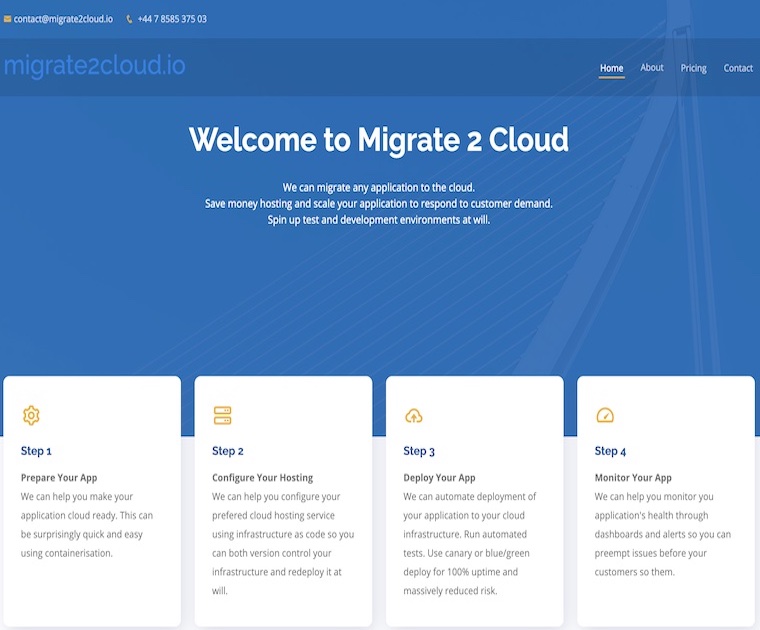 contact@migrate2cloud.io +44 7 8585 375 03
migrate2cloud.io
Home About Pricing Contact
Welcome to Migrate 2 Cloud
We can migrate any application to the cloud.
Save money hosting and scale your application to respond to customer demand.
Spin up test and development environments at will.
Step 1
Prepare Your App
We can help you make your
application cloud ready. This can
be surprisingly quick and easy
using containerisation.
Step 2
Configure Your Hosting
We can help you configure your
prefered cloud hosting service
using infrastructure as code so you
can both version control your
infrastructure and redeploy it at
will.
Step 3
Deploy Your App
We can automate deployment of
your application to your cloud
infrastructure. Run automated
tests. Use canary or blue/green
deploy for 100% uptime and
massively reduced risk.
Step 4
Monitor Your App
We can help you monitor you
application's health through
dashboards and alerts so you can
preempt issues before your
customers so them.